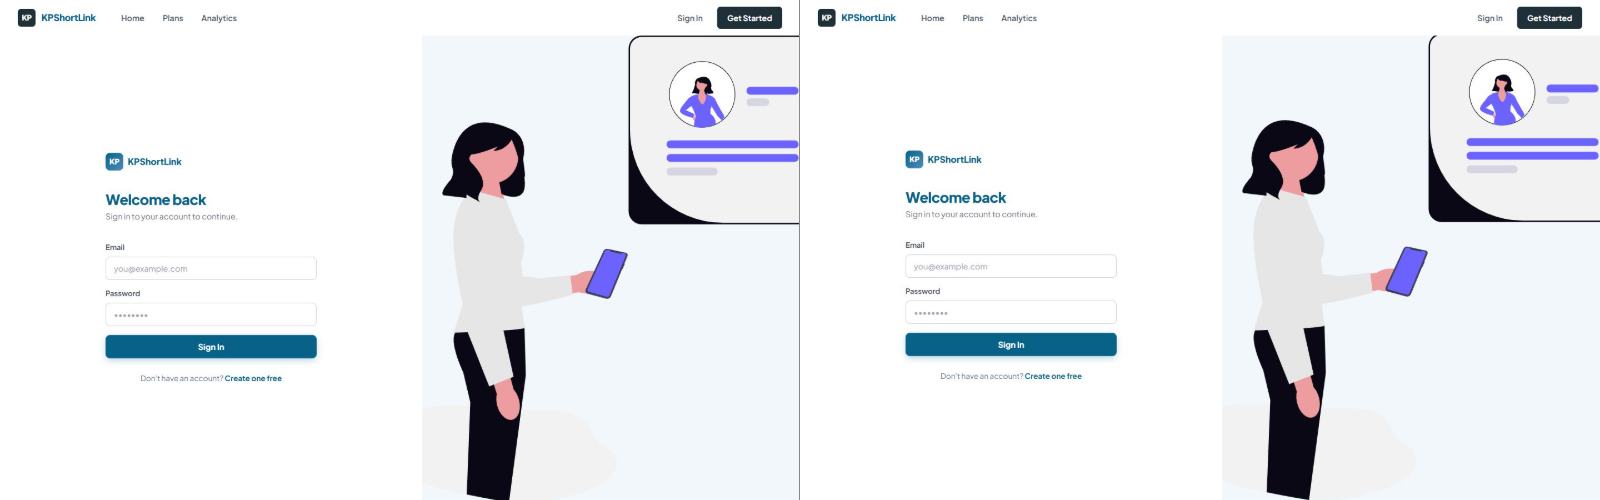 KP KPShortLink Home Plans Analytics Sign In Get Started
KP KPShortLink
Welcome back
Sign in to your account to continue.
Email
you@example.com
Password
••••••••
Sign In
Don't have an account? Create one free
KP KPShortLink Home Plans Analytics Sign In Get Started
KP KPShortLink
Welcome back
Sign in to your account to continue.
Email
you@example.com
Password
••••••••
Sign In
Don't have an account? Create one free